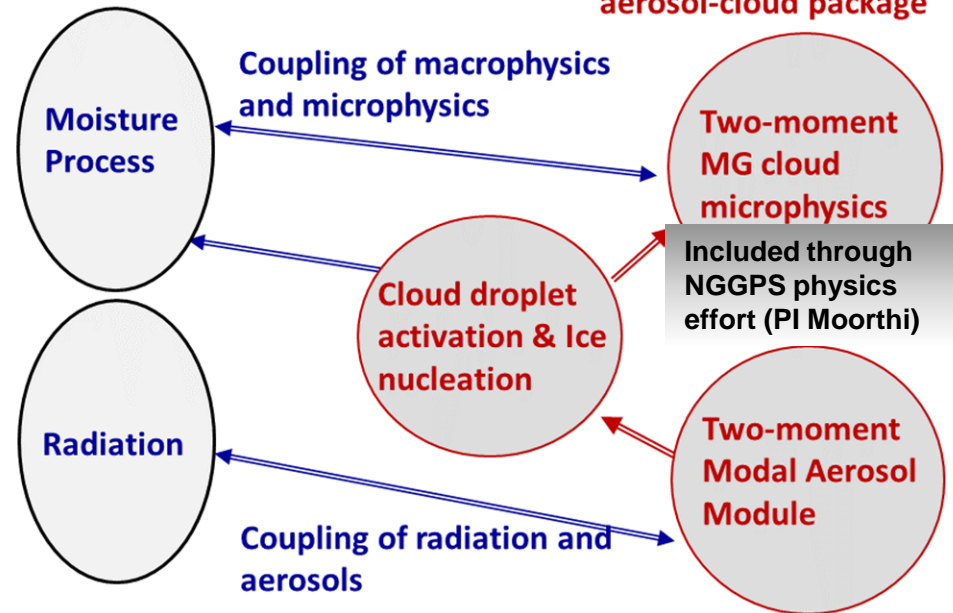 aerosol-cloud package
Coupling of macrophysics
and microphysics
Moisture
Process
Two-moment
MG cloud
microphysics
Included through
NGGPS physics
effort (PI Moorthi)
Cloud droplet
activation & Ice
nucleation
Radiation
Two-moment
Modal Aerosol
Module
Coupling of radiation and
aerosols